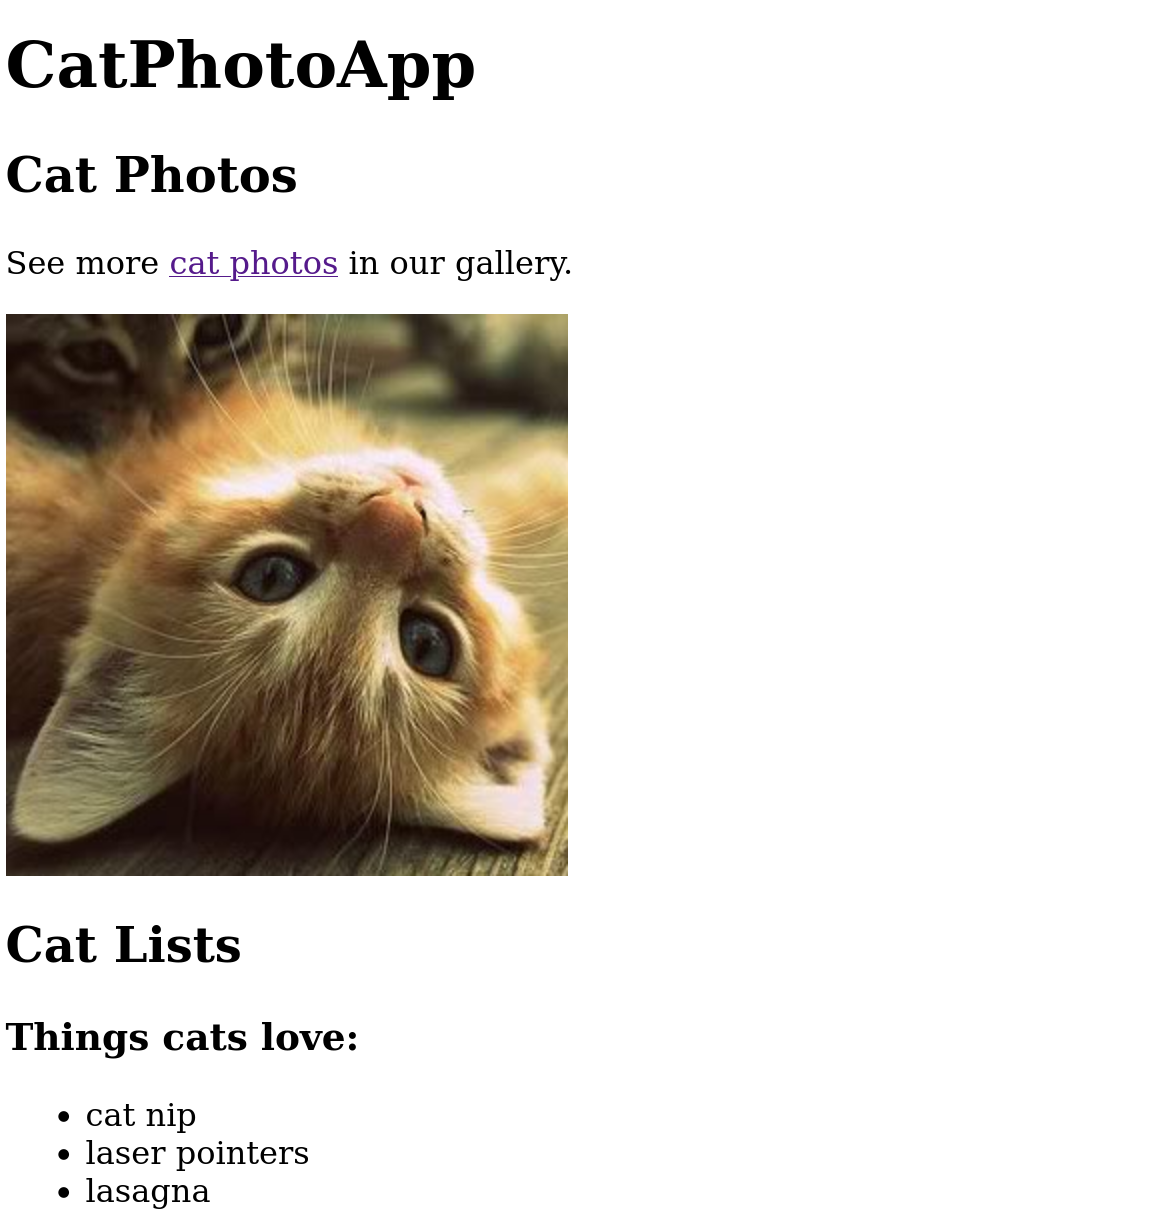 CatPhotoApp
Cat Photos
See more cat photos in our gallery.
Cat Lists
Things cats love:
cat nip
laser pointers
lasagna